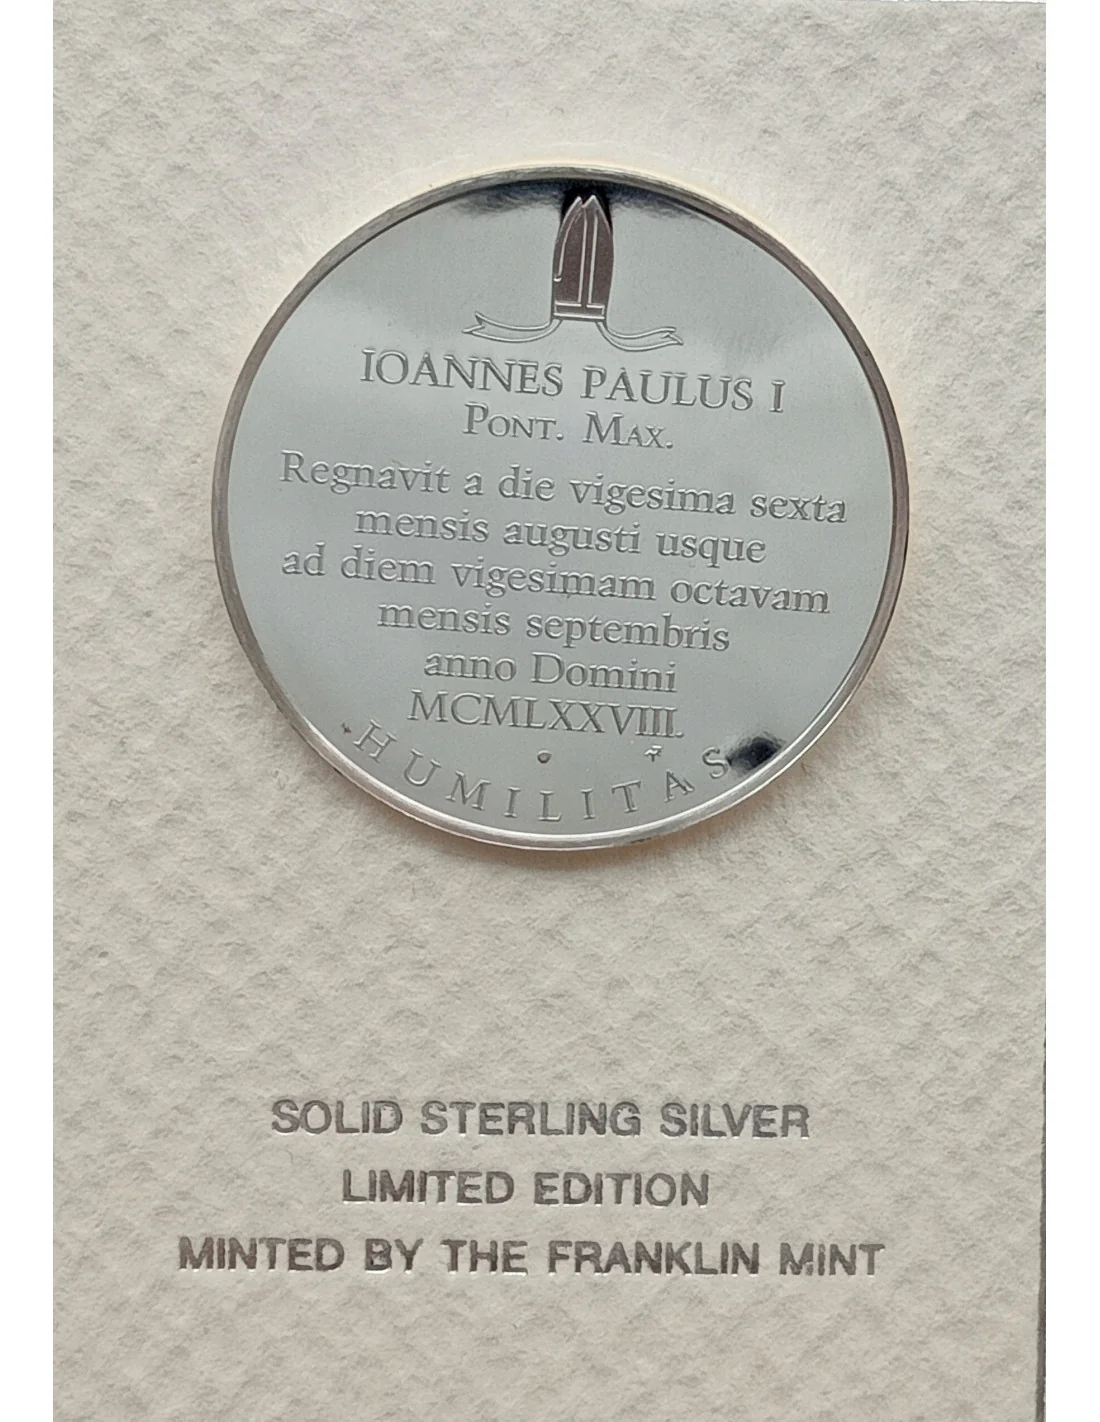 IOANNES PAULUS I
PONT. MAX.
Regnavit a die vigesima sexta
mensis augusti usque
ad diem vigesimam octavam
mensis septembris
anno Domini
MCMLXXVIII.
HUMILITAS
SOLID STERLING SILVER
LIMITED EDITION
MINTED BY THE FRANKLIN MINT